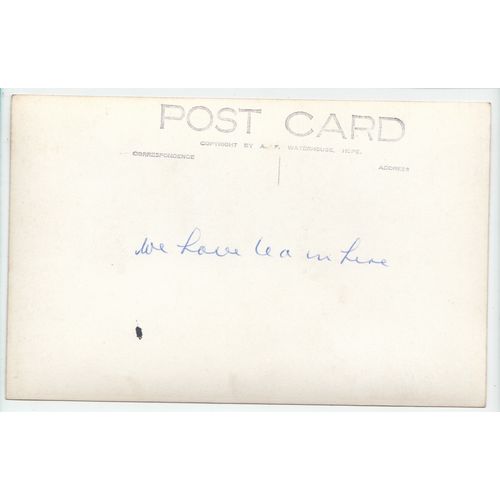 POST CARD
COPYRIGHT BY A. F. WATERHOUSE, HOPE.
CORRESPONDENCE
ADDRESS
we have tea in here